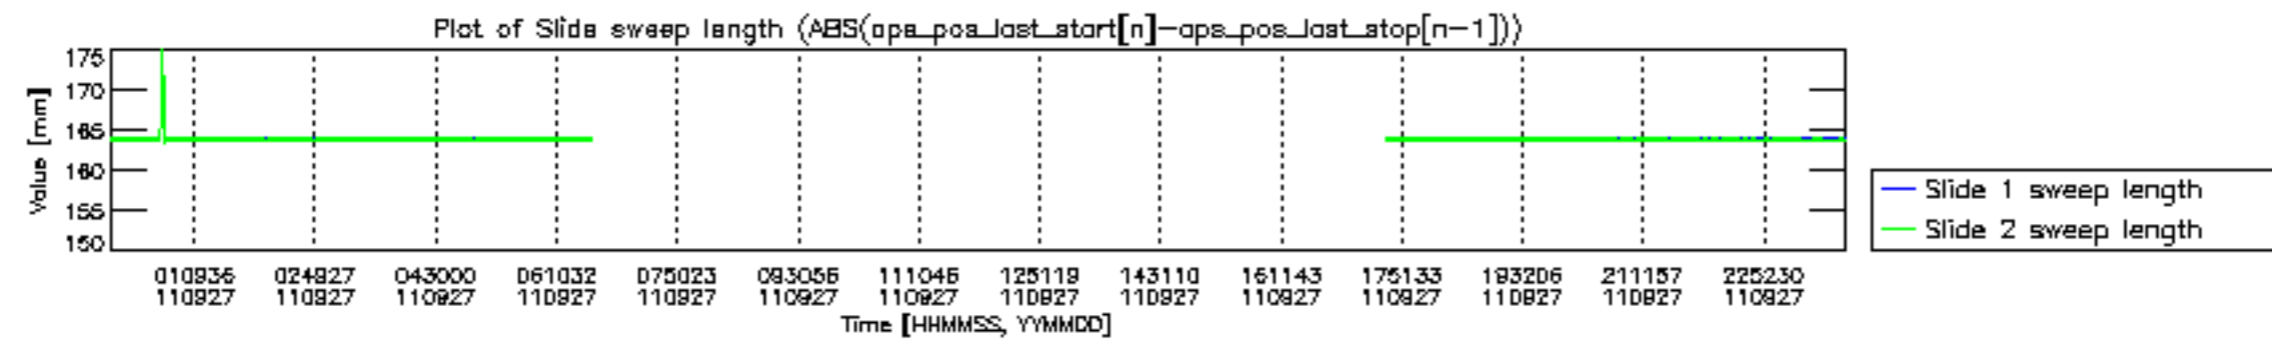 Plot of Slide sweep length (ABS(aps_pos_last_start[n]-aps_pos_last_stop[n-1]))
175
170
165
160
155
150
Value [mm]
010936 024927 043000 061032 075023 093056 111046 125119 143110 161143 175133 193206 211157 225230
110927 110927 110927 110927 110927 110927 110927 110927 110927 110927 110927 110927 110927 110927
Time [HHMMSS, YYMMDD]
Slide 1 sweep length
Slide 2 sweep length